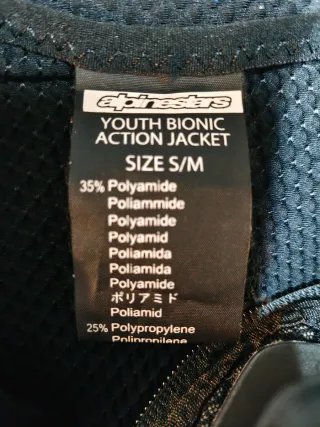 alpinestars
YOUTH BIONIC
ACTION JACKET
SIZE S/M
35% Polyamide
Poliammide
Polyamide
Polyamid
Poliamida
Poliamida
Polyamide
ポリアミド
Poliamid
25% Polypropylene
Polipropilene